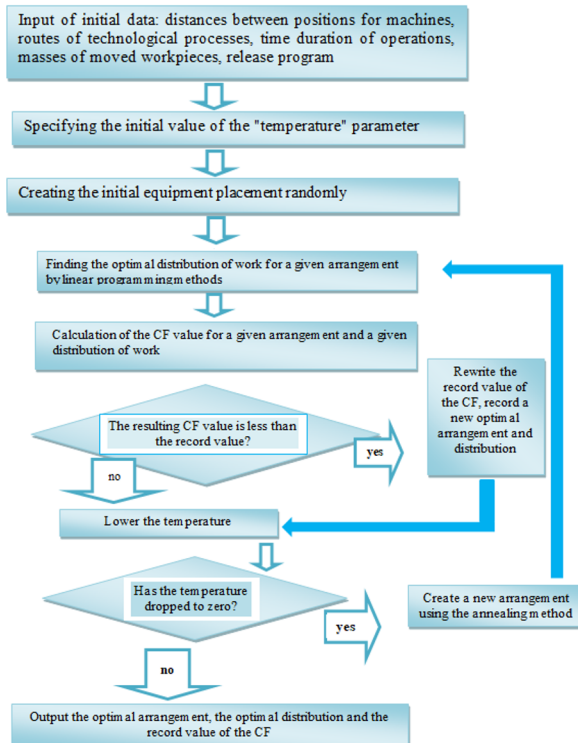 Input of initial data: distances between positions for machines,
routes of technological processes, time duration of operations,
masses of moved workpieces, release program
Specifying the initial value of the "temperature" parameter
Creating the initial equipment placement randomly
Finding the optimal distribution of work for a given arrangement
by linear programming methods
Calculation of the CF value for a given arrangement and a given
distribution of work
Rewrite the
record value of
the CF, record a
new optimal
arrangement and
distribution
The resulting CF value is less than
the record value?
yes
no
Lower the temperature
Has the temperature
dropped to zero?
yes
Create a new arrangement
using the annealing method
no
Output the optimal arrangement, the optimal distribution and the
record value of the CF